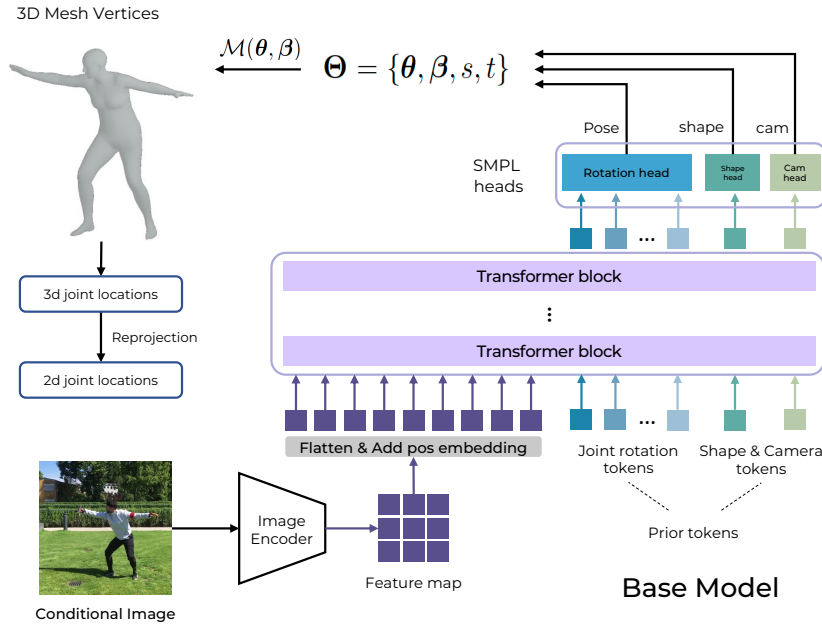 3D Mesh Vertices
ℳ(𝜽, 𝜷)
𝚯 = {𝜽, 𝜷, s, t}
Pose
shape
cam
SMPL
heads
Rotation head
Shape
head
Cam
head
...
Transformer block
...
Transformer block
3d joint locations
Reprojection
2d joint locations
...
Flatten & Add pos embedding
Joint rotation
tokens
Shape & Camera
tokens
Prior tokens
Image
Encoder
Feature map
Conditional Image
Base Model